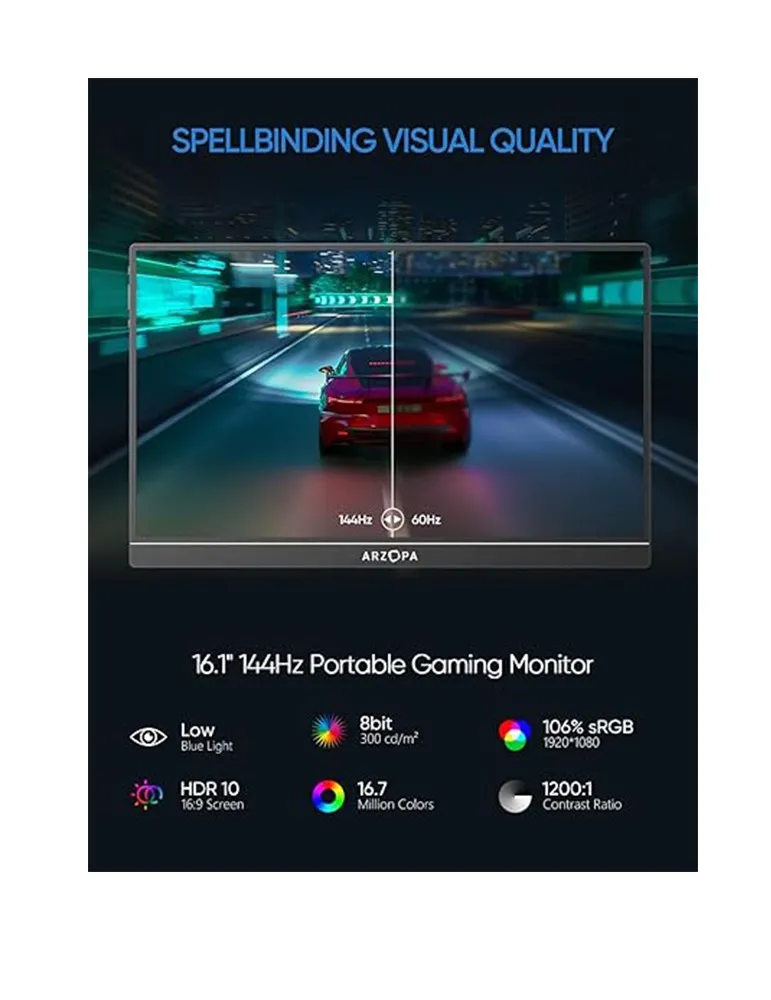 SPELLBINDING VISUAL QUALITY
144Hz 60Hz
ARZOPA
16.1" 144Hz Portable Gaming Monitor
Low
Blue Light
8bit
300 cd/m²
106% sRGB
1920*1080
HDR 10
16:9 Screen
16.7
Million Colors
1200:1
Contrast Ratio